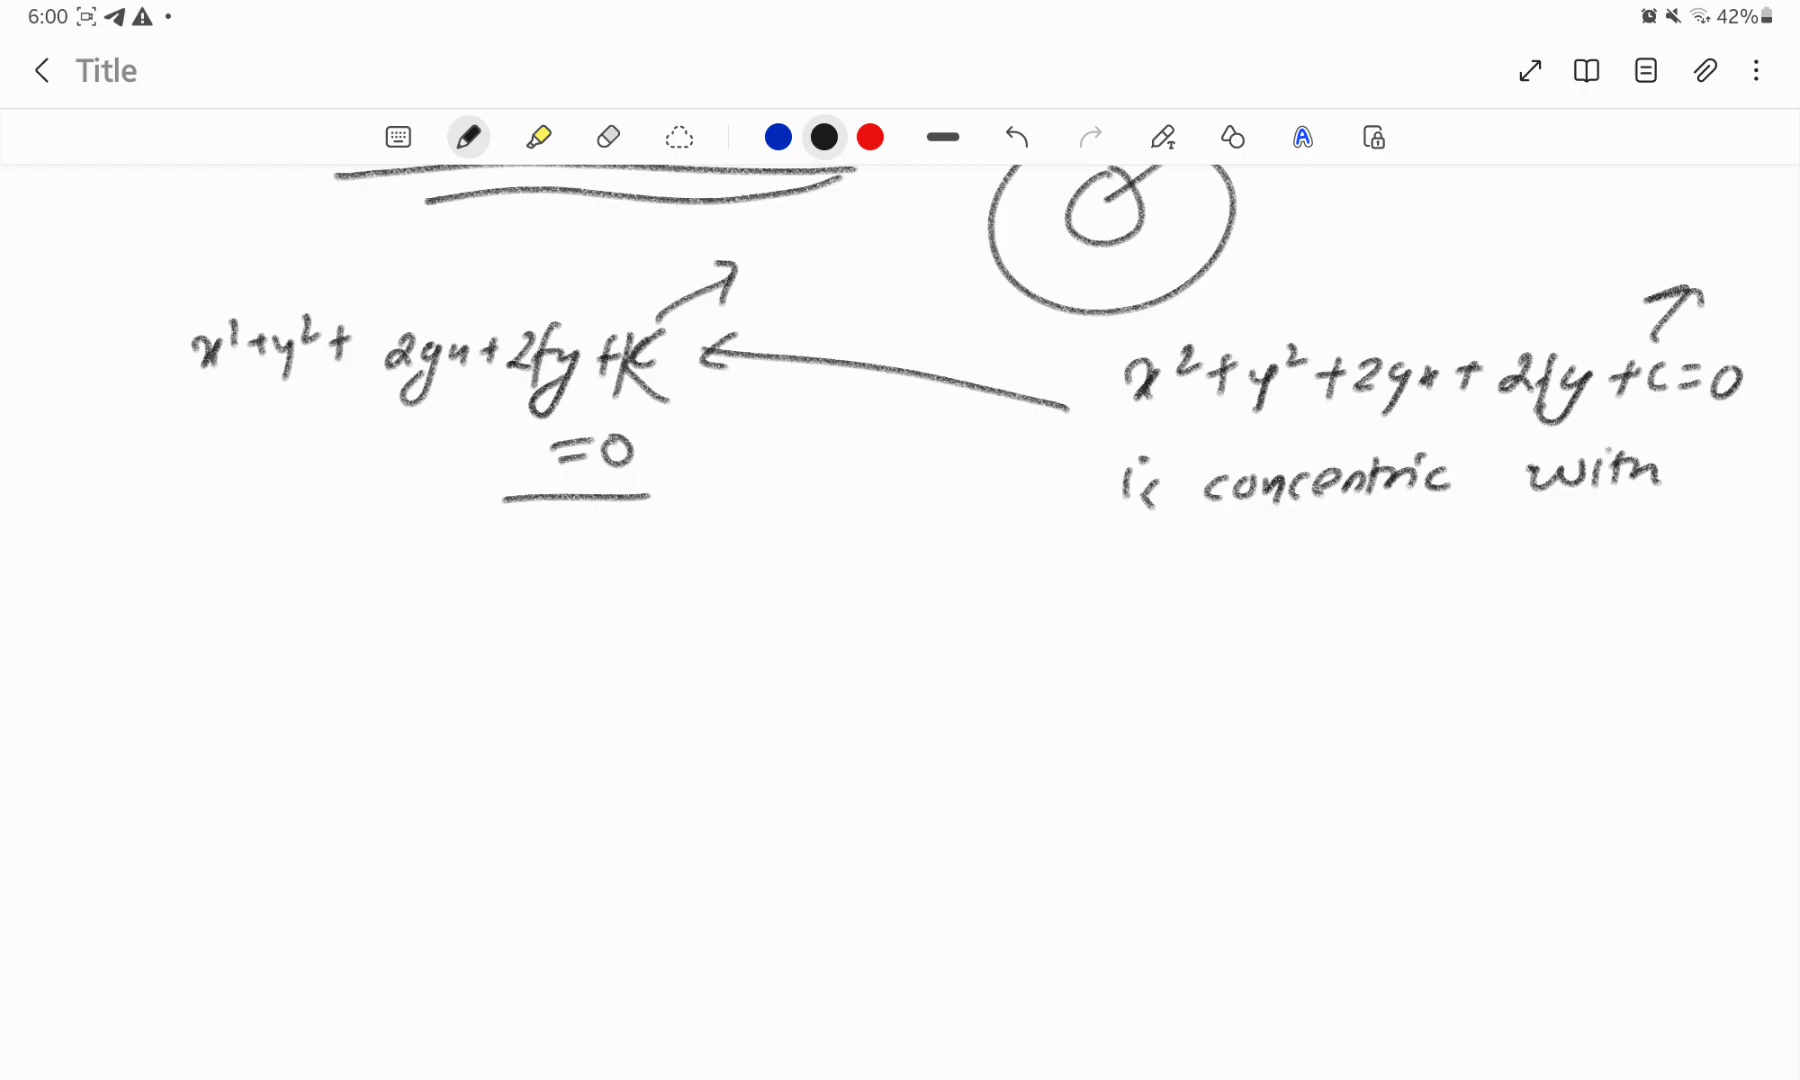 6:00
42%
Title
x²+y²+ 2gx+2fy+K
=0
x²+y²+2gx+2fy+c=0
is concentric with